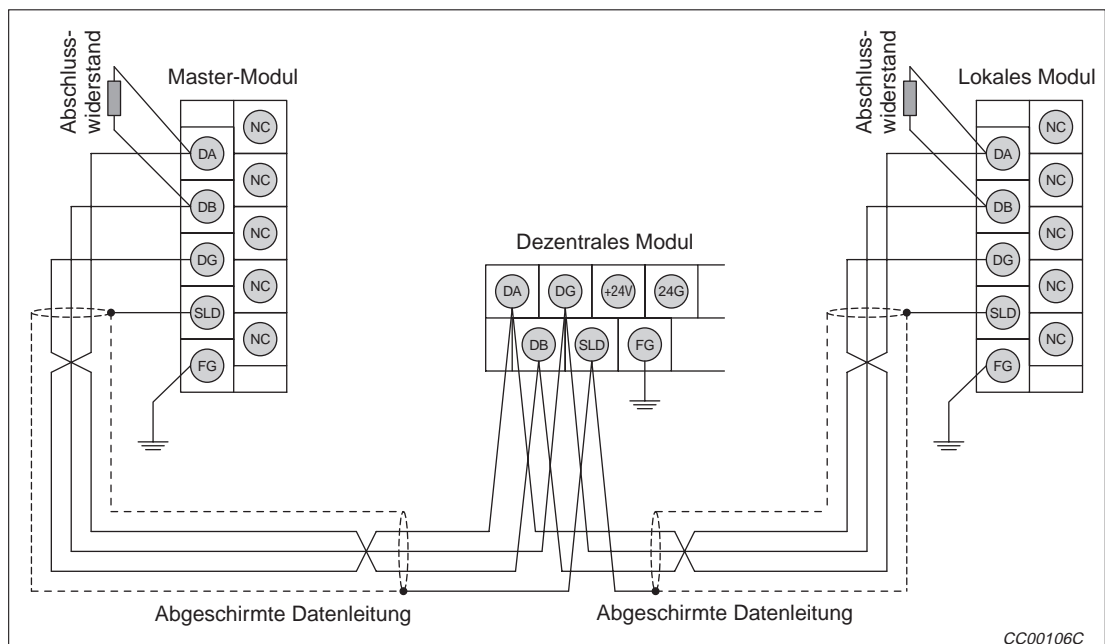 Abschluss-
widerstand
Master-Modul
NC
DA
NC
DB
NC
DG
NC
SLD
NC
FG
Dezentrales Modul
DA
DG
+24V
24G
DB
SLD
FG
Abschluss-
widerstand
Lokales Modul
NC
DA
NC
DB
NC
DG
NC
SLD
NC
FG
Abgeschirmte Datenleitung
Abgeschirmte Datenleitung
CC00106C